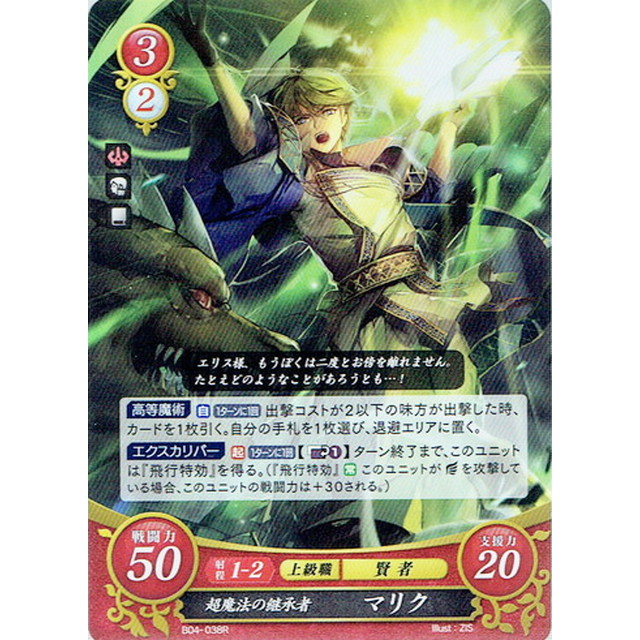 3
2
エリス様、もうぼくは二度とお傍を離れません。
たとえどのようなことがあろうとも…！
高等魔術 自 1ターンに1回 出撃コストが2以下の味方が出撃した時、
カードを1枚引く。自分の手札を1枚選び、退避エリアに置く。
エクスカリバー 起 1ターンに1回【 1】ターン終了まで、このユニット
は『飛行特効』を得る。(『飛行特効』常 このユニットが を攻撃して
いる場合、このユニットの戦闘力は+30される。)
戦闘力
50
射程 1-2 上級職 賢者
支援力
20
超魔法の継承者 マリク
B04-038R Illust : ZIS